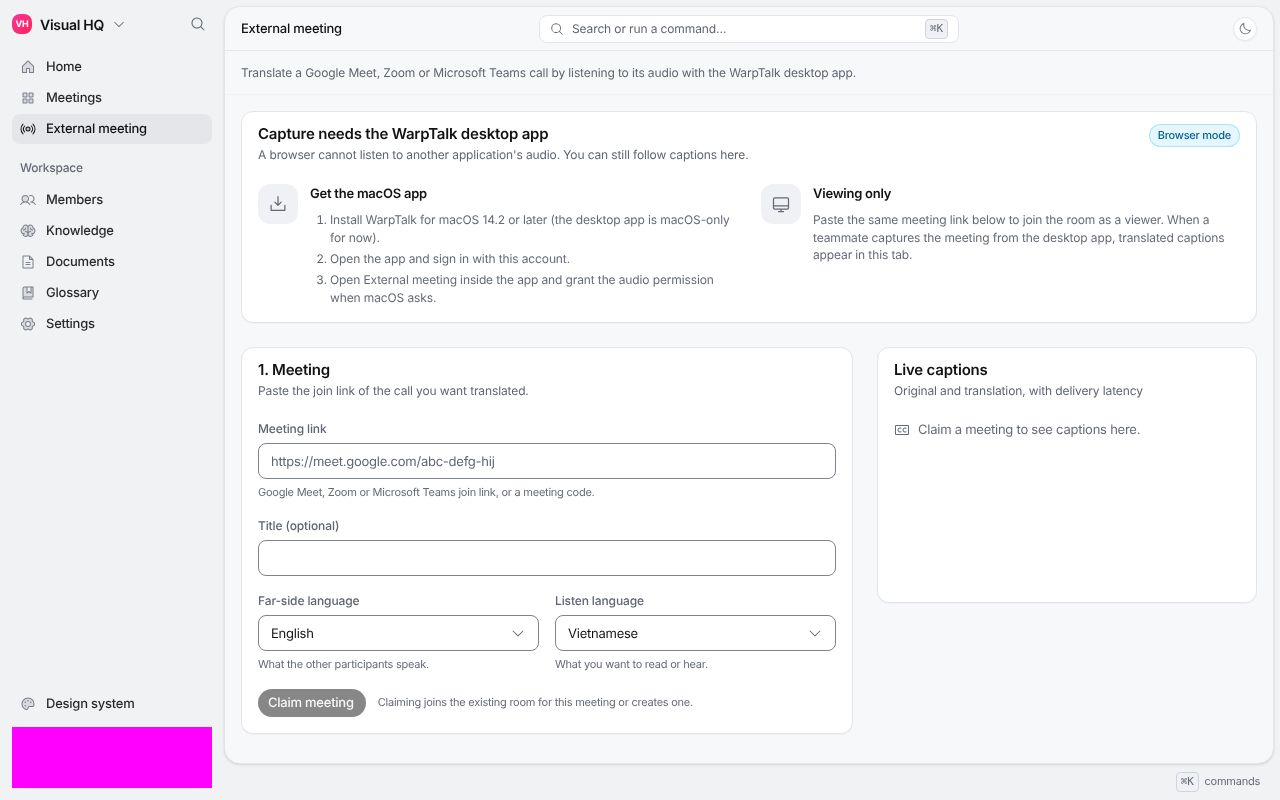 VH Visual HQ
Home
Meetings
External meeting
Workspace
Members
Knowledge
Documents
Glossary
Settings
Design system
External meeting
Search or run a command...
⌘K
Translate a Google Meet, Zoom or Microsoft Teams call by listening to its audio with the WarpTalk desktop app.
Capture needs the WarpTalk desktop app
Browser mode
A browser cannot listen to another application's audio. You can still follow captions here.
Get the macOS app
1. Install WarpTalk for macOS 14.2 or later (the desktop app is macOS-only
for now).
2. Open the app and sign in with this account.
3. Open External meeting inside the app and grant the audio permission
when macOS asks.
Viewing only
Paste the same meeting link below to join the room as a viewer. When a
teammate captures the meeting from the desktop app, translated captions
appear in this tab.
1. Meeting
Paste the join link of the call you want translated.
Meeting link
https://meet.google.com/abc-defg-hij
Google Meet, Zoom or Microsoft Teams join link, or a meeting code.
Title (optional)
Far-side language
English
What the other participants speak.
Listen language
Vietnamese
What you want to read or hear.
Claim meeting
Claiming joins the existing room for this meeting or creates one.
Live captions
Original and translation, with delivery latency
CC Claim a meeting to see captions here.
⌘K commands